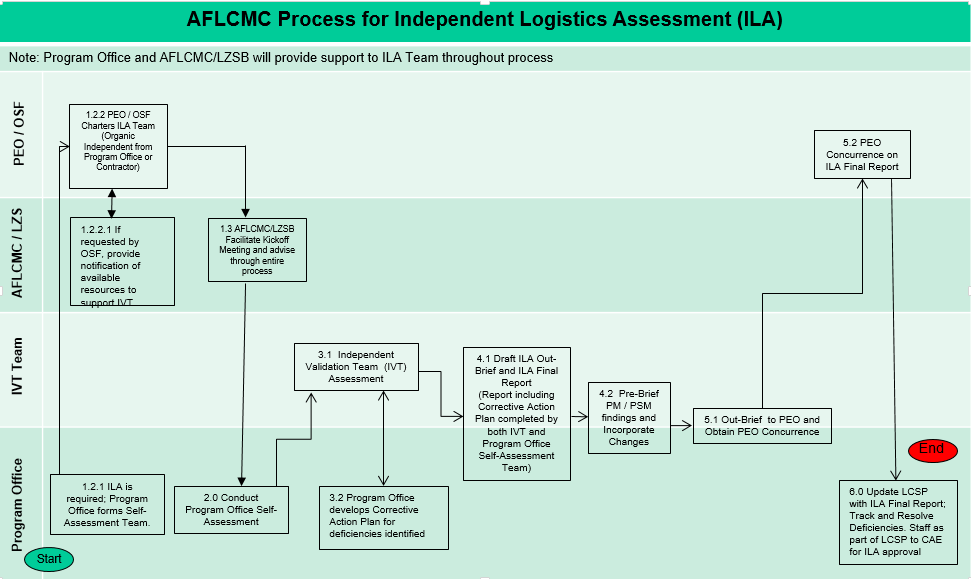 AFLCMC Process for Independent Logistics Assessment (ILA)
Note: Program Office and AFLCMC/LZSB will provide support to ILA Team throughout process
PEO / OSF
1.2.2 PEO / OSF
Charters ILA Team
(Organic
Independent from
Program Office or
Contractor)
5.2 PEO
Concurrence on
ILA Final Report
AFLCMC / LZS
1.2.2.1 If
requested by
OSF, provide
notification of
available
resources to
support IVT
1.3 AFLCMC/LZSB
Facilitate Kickoff
Meeting and advise
through entire
process
IVT Team
3.1 Independent
Validation Team (IVT)
Assessment
4.1 Draft ILA Out-
Brief and ILA Final
Report
(Report including
Corrective Action
Plan completed by
both IVT and
Program Office
Self-Assessment
Team)
4.2 Pre-Brief
PM / PSM
findings and
Incorporate
Changes
5.1 Out-Brief to PEO and
Obtain PEO Concurrence
Program Office
1.2.1 ILA is
required; Program
Office forms Self-
Assessment Team.
2.0 Conduct
Program Office Self-
Assessment
3.2 Program Office
develops Corrective
Action Plan for
deficiencies identified
6.0 Update LCSP
with ILA Final Report;
Track and Resolve
Deficiencies. Staff as
part of LCSP to CAE
for ILA approval
End
Start